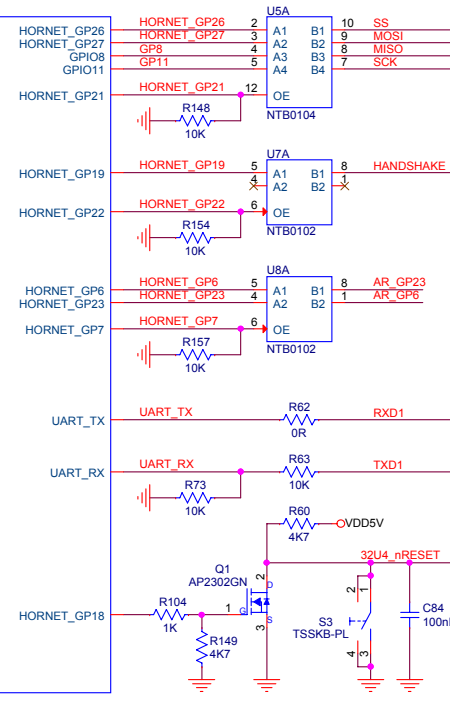 U5A
HORNET_GP26 HORNET_GP26 2 A1 B1 10 SS
HORNET_GP27 HORNET_GP27 3 A2 B2 9 MOSI
GPIO8 GP8 4 A3 B3 8 MISO
GPIO11 GP11 5 A4 B4 7 SCK
HORNET_GP21 HORNET_GP21 12 OE
R148
10K
NTB0104
U7A
HORNET_GP19 HORNET_GP19 5 A1 B1 8 HANDSHAKE
4 A2 B2 1
HORNET_GP22 HORNET_GP22 6 OE
R154
10K
NTB0102
U8A
HORNET_GP6 HORNET_GP6 5 A1 B1 8 AR_GP23
HORNET_GP23 HORNET_GP23 4 A2 B2 1 AR_GP6
HORNET_GP7 HORNET_GP7 6 OE
NTB0102
R157
10K
UART_TX UART_TX R62 RXD1
0R
UART_RX UART_RX R63 TXD1
10K
R73
10K
R60
4K7
VDD5V
32U4_nRESET
Q1
AP2302GN
2 D
1 G
3 S
HORNET_GP18 R104
1K
R149
4K7
2 1
S3
TSSKB-PL
4 3
C84
100n